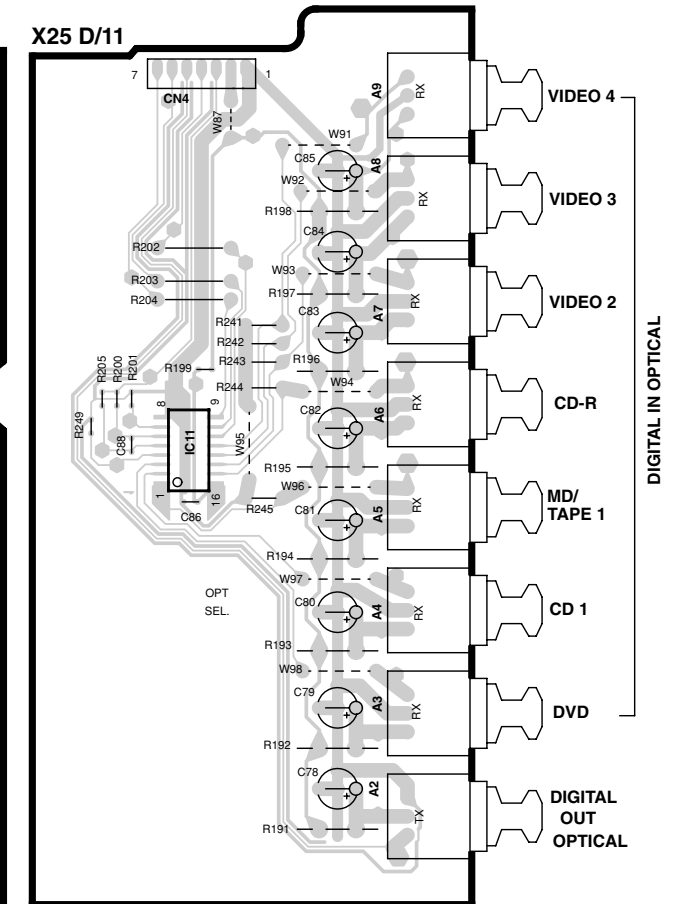 X25 D/11
7
1
CN4
W87
A9
RX
VIDEO 4
W91
C85
A8
W92
RX
VIDEO 3
R198
C84
R202
W93
R203
R197
RX
VIDEO 2
R204
C83
A7
R241
R242
R243
R196
R199
R244
W94
R205
R200
R201
A6
RX
CD-R
8
9
C82
R249
C88
IC11
W95
R195
W96
1
16
C86
R245
C81
A5
RX
MD/
TAPE 1
R194
W97
OPT
SEL.
C80
A4
RX
CD 1
R193
W98
C79
A3
RX
DVD
R192
C78
A2
TX
R191
DIGITAL
OUT
OPTICAL
DIGITAL IN OPTICAL